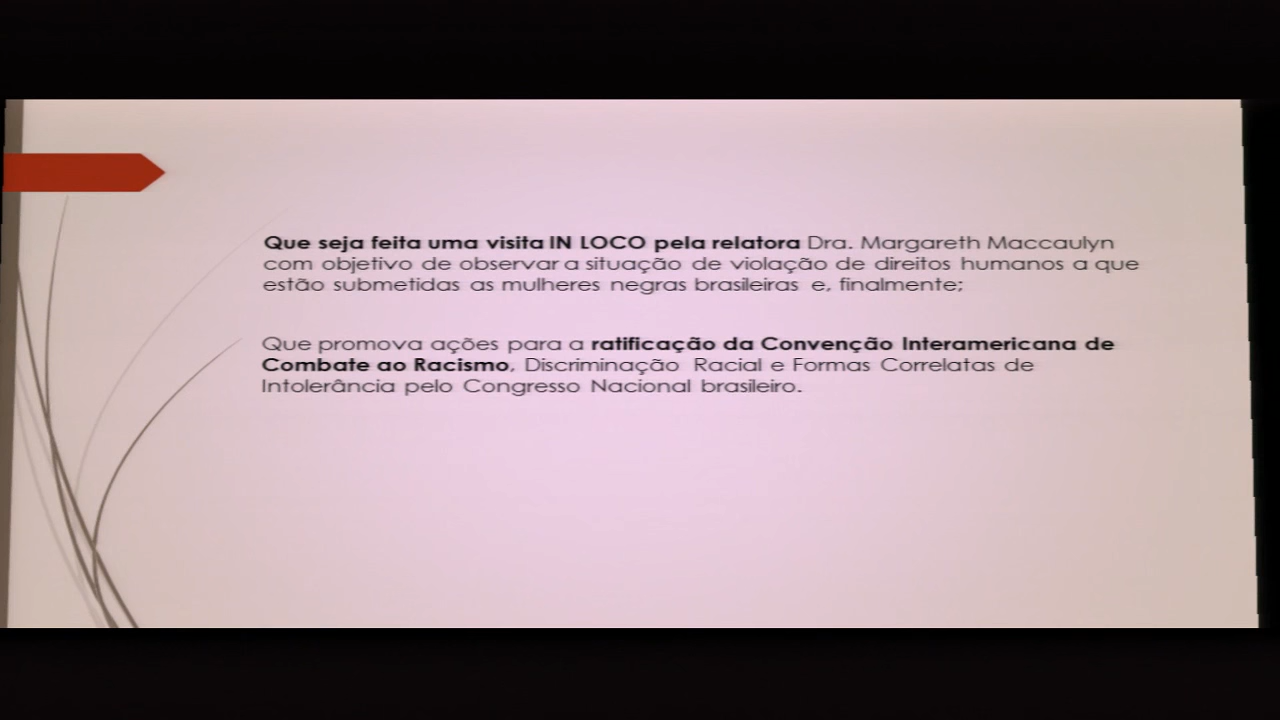 Que seja feita uma visita IN LOCO pela relatora Dra. Margareth Maccaulyn
com objetivo de observar a situação de violação de direitos humanos a que
estão submetidas as mulheres negras brasileiras e, finalmente;
Que promova ações para a ratificação da Convenção Interamericana de
Combate ao Racismo, Discriminação Racial e Formas Correlatas de
Intolerância pelo Congresso Nacional brasileiro.